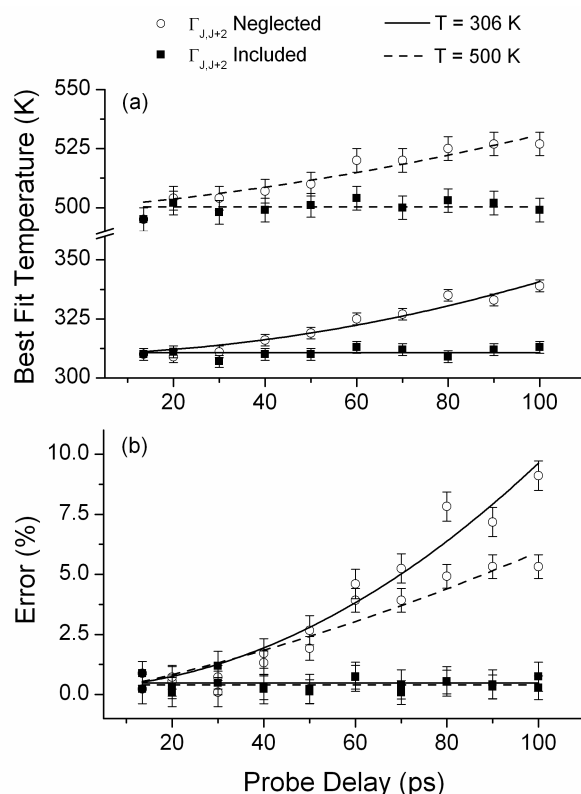 Γ_J,J+2 Neglected
T = 306 K
Γ_J,J+2 Included
T = 500 K
(a)
Best Fit Temperature (K)
550
525
500
350
325
300
20
40
60
80
100
(b)
Error (%)
10.0
7.5
5.0
2.5
0.0
20
40
60
80
100
Probe Delay (ps)